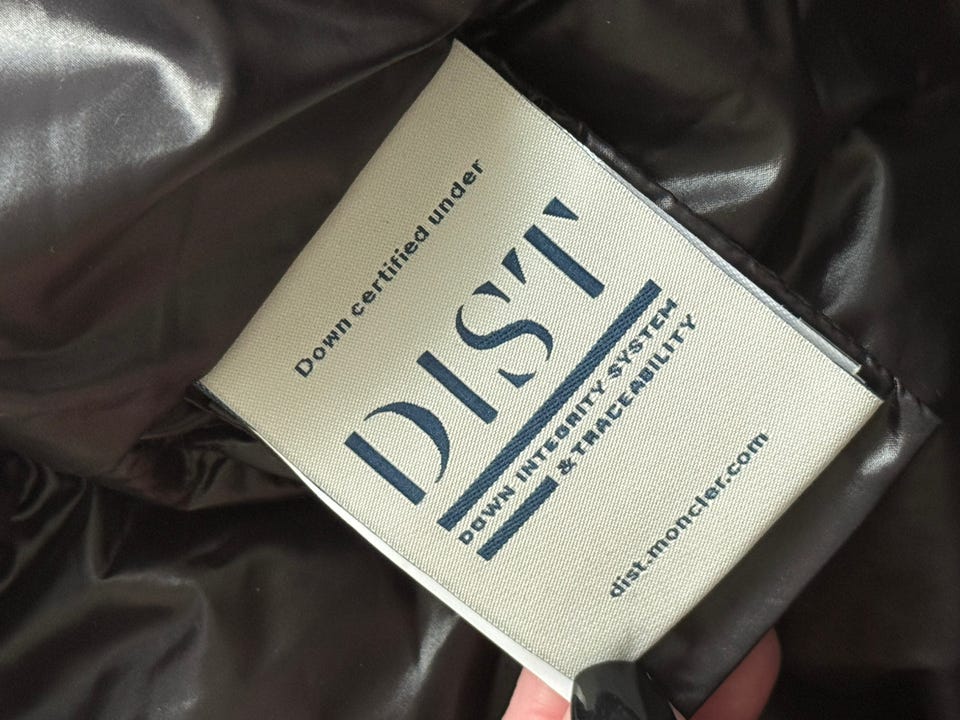 Down certified under
DIST
DOWN INTEGRITY SYSTEM
& TRACEABILITY
dist.moncler.com